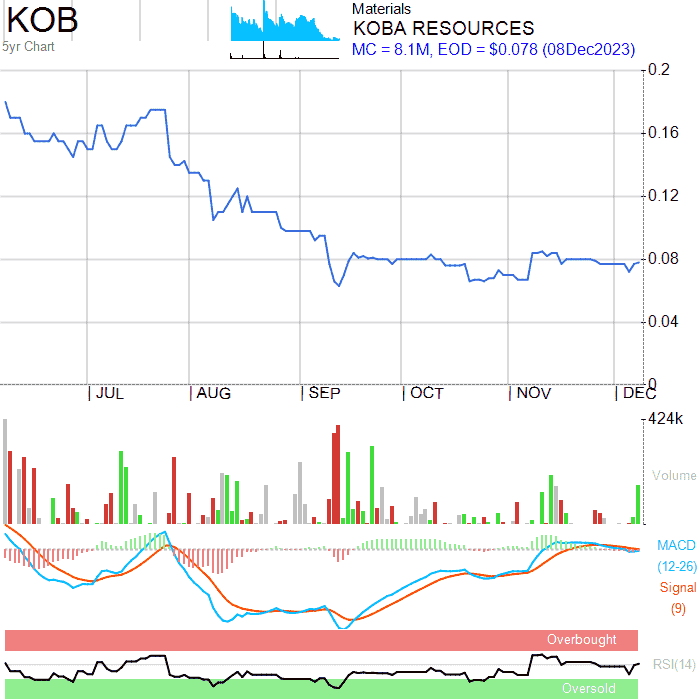 KOB
5yr Chart
Materials
KOBA RESOURCES
MC = 8.1M, EOD = $0.078 (08Dec2023)
0.2
0.16
0.12
0.08
0.04
0
JUL AUG SEP OCT NOV DEC
424k
Volume
MACD
(12-26)
Signal
(9)
Overbought
RSI(14)
Oversold